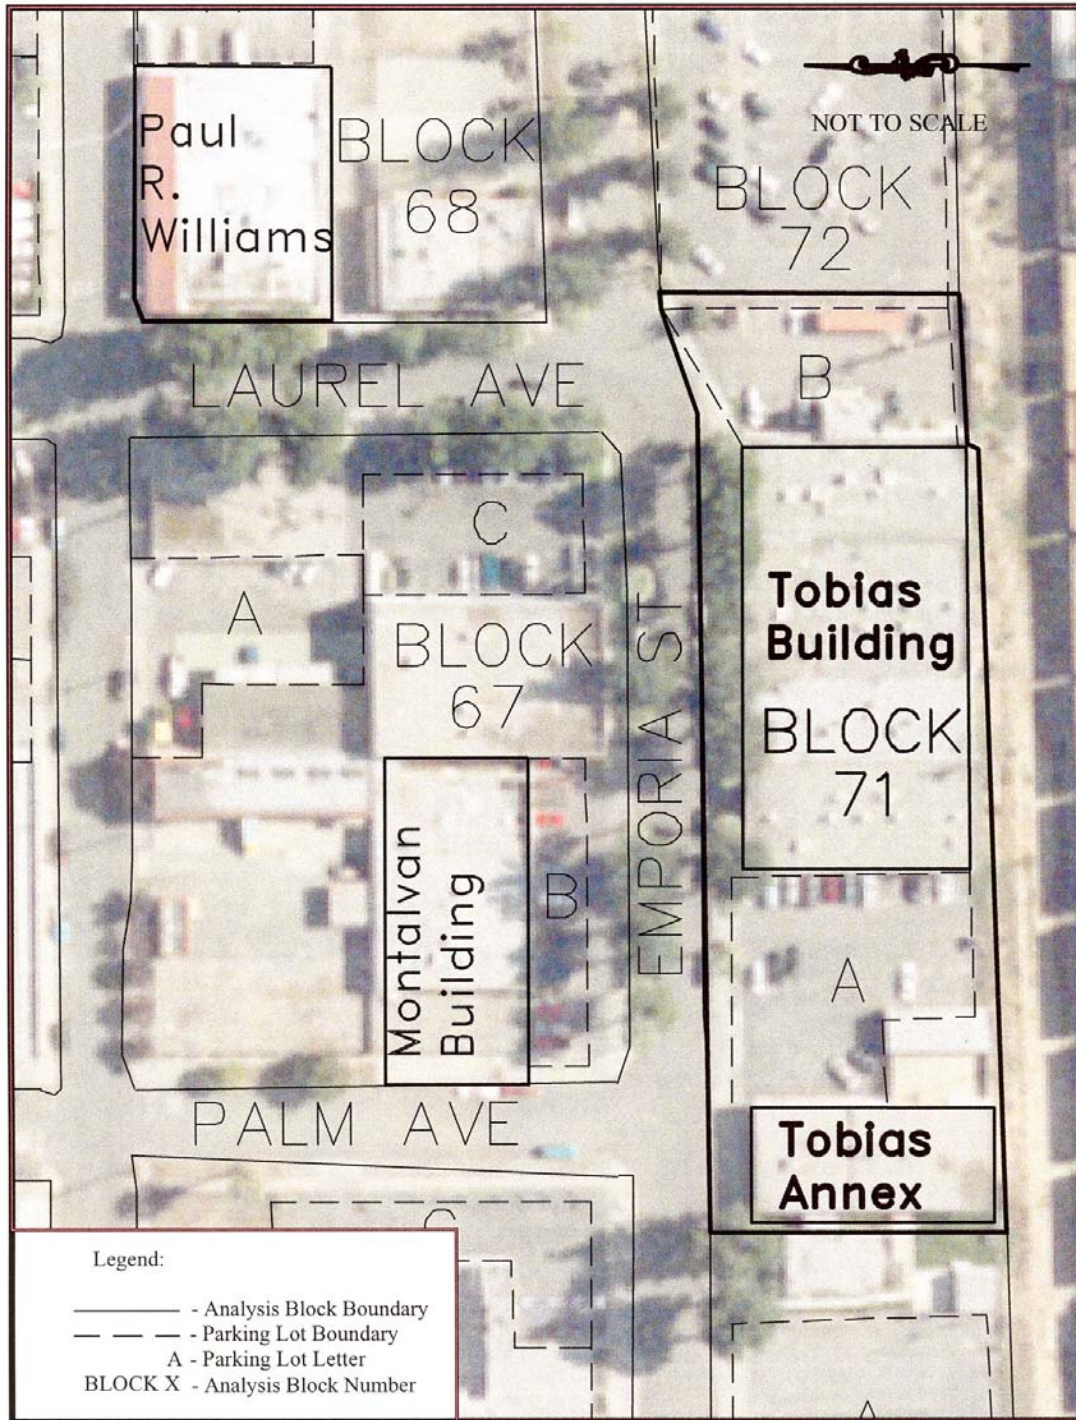 NOT TO SCALE
Paul
R.
Williams
BLOCK
68
BLOCK
72
LAUREL AVE
B
C
A
BLOCK
67
EMPORIA ST
Tobias
Building
BLOCK
71
Montalvan
Building
B
A
PALM AVE
Tobias
Annex
Legend:
- Analysis Block Boundary
- Parking Lot Boundary
A - Parking Lot Letter
BLOCK X - Analysis Block Number